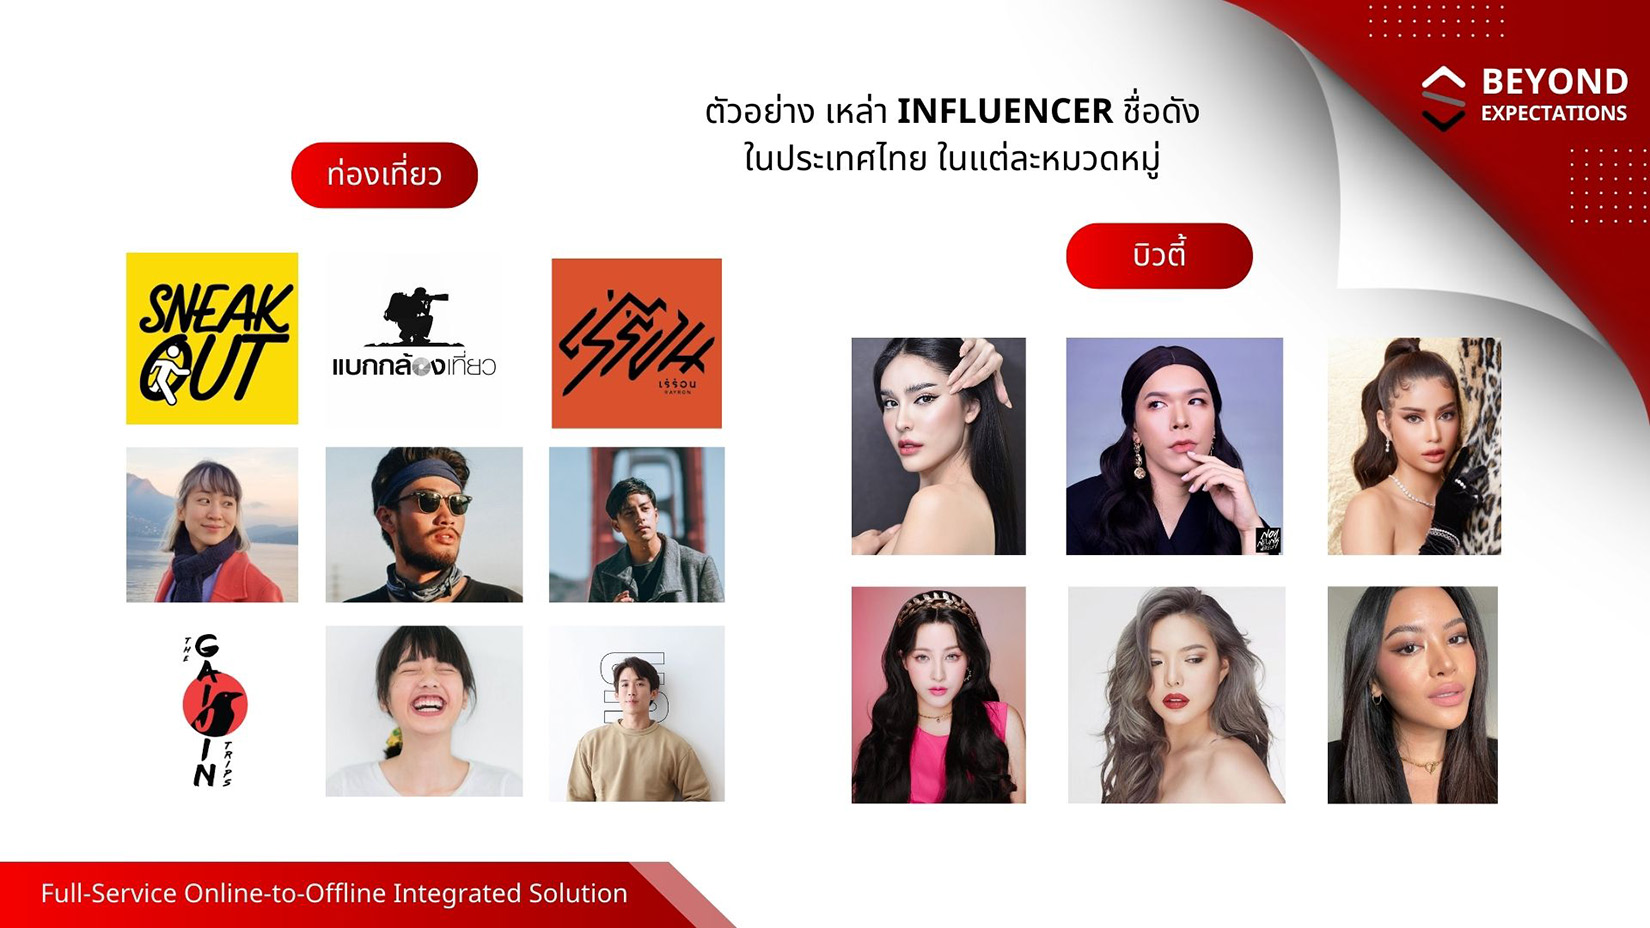 BEYOND
EXPECTATIONS
ตัวอย่าง เหล่า INFLUENCER ชื่อดัง
ในประเทศไทย ในแต่ละหมวดหมู่
ท่องเที่ยว
SNEAK
OUT
แบกกล้องเที่ยว
เร่ร่อน
เร่ร่อน
RAYRON
THE
GAIJIN
TRIPS
บิวตี้
Full-Service Online-to-Offline Integrated Solution